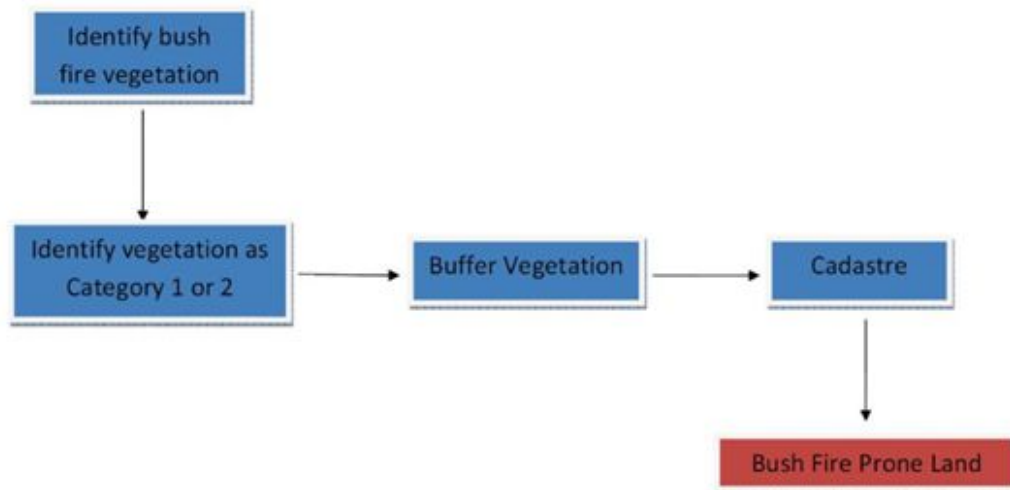 Identify bush
fire vegetation
Identify vegetation as
Category 1 or 2
Buffer Vegetation
Cadastre
Bush Fire Prone Land